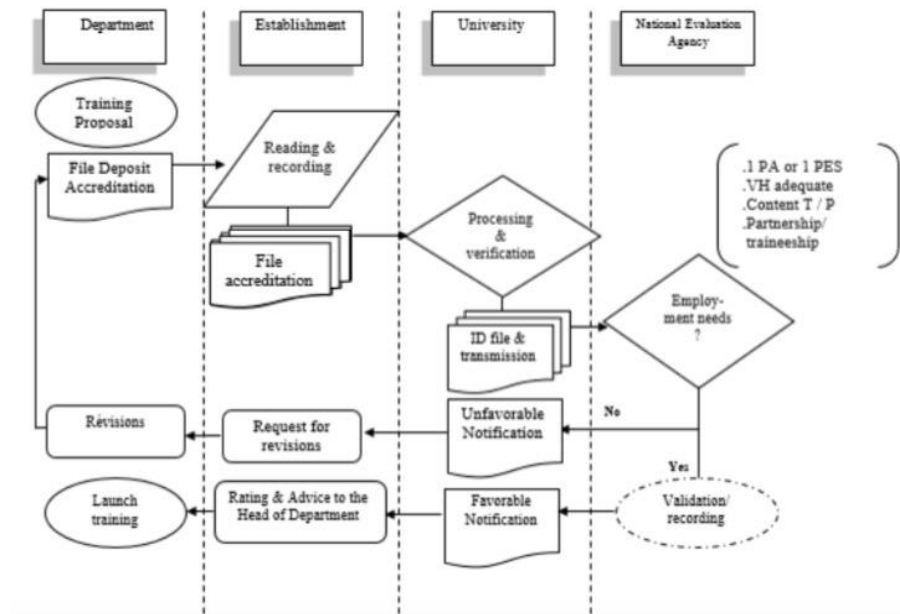 Department
Establishment
University
National Evaluation
Agency
Training
Proposal
File Deposit
Accreditation
Reading &
recording
File
accreditation
Processing
&
verification
.1 PA or 1 PES
.VH adequate
.Content T / P
.Partnership/
traineeship
ID file &
transmission
Employ-
ment needs
?
No
Unfavorable
Notification
Request for
revisions
Révisions
Yes
Validation/
recording
Favorable
Notification
Rating & Advice to the
Head of Department
Launch
training